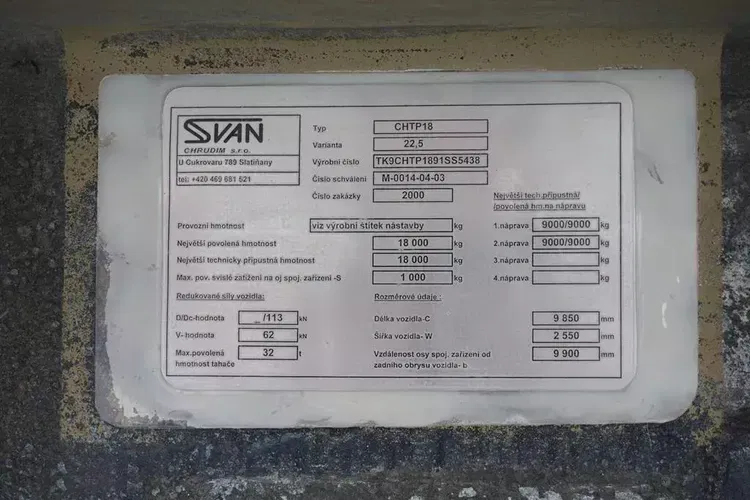 SVAN
CHRUDIM s.r.o.
U Cukrovaru 789 Slatiňany
tel: +420 469 681 521
Typ CHTP18
Varianta 22,5
Výrobní číslo TK9CHTP1891SS5438
Číslo schválení M-0014-04-03
Číslo zakázky 2000
Největší tech.přípustná/
/povolená hm.na nápravu
Provozní hmotnost viz výrobní štítek nástavby kg
1.náprava 9000/9000 kg
Největší povolená hmotnost 18 000 kg
2.náprava 9000/9000 kg
Největší technicky přípustná hmotnost 18 000 kg
3.náprava kg
Max. pov. svislé zatížení na oj spoj. zařízení -S 1 000 kg
4.náprava kg
Redukované síly vozidla:
Rozměrové údaje :
D/Dc-hodnota _/113 kN
Délka vozidla-C 9 850 mm
V- hodnota 62 kN
Šířka vozidla- W 2 550 mm
Max.povolená
hmotnost tahače 32 t
Vzdálenost osy spoj. zařízení od
zadního obrysu vozidla- b 9 900 mm